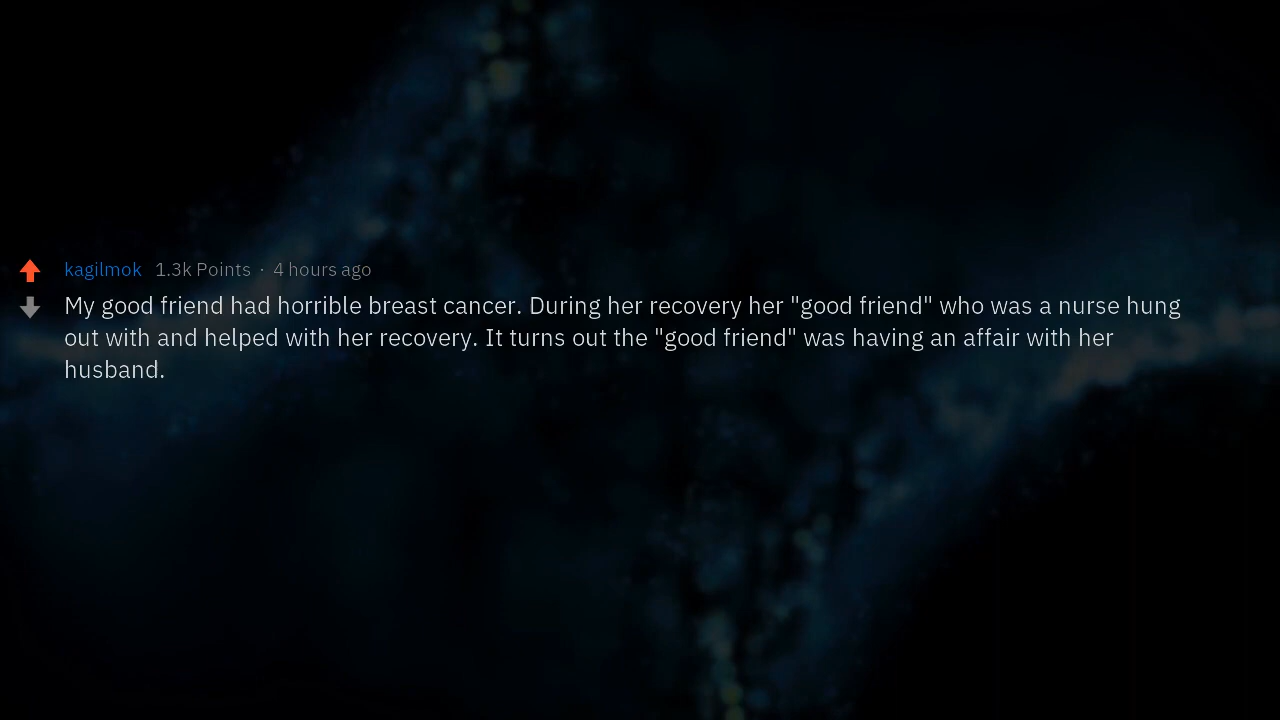 kagilmok 1.3k Points · 4 hours ago
My good friend had horrible breast cancer. During her recovery her "good friend" who was a nurse hung
out with and helped with her recovery. It turns out the "good friend" was having an affair with her
husband.